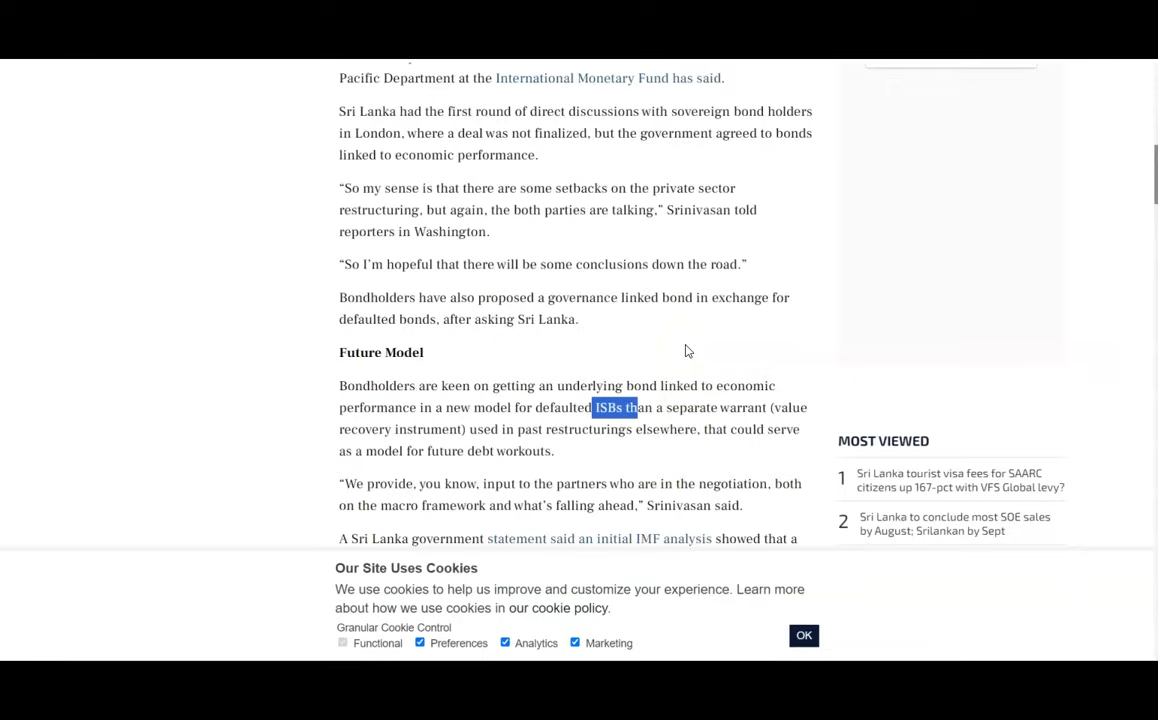 Pacific Department at the International Monetary Fund has said.
Sri Lanka had the first round of direct discussions with sovereign bond holders
in London, where a deal was not finalized, but the government agreed to bonds
linked to economic performance.
“So my sense is that there are some setbacks on the private sector
restructuring, but again, the both parties are talking,” Srinivasan told
reporters in Washington.
“So I’m hopeful that there will be some conclusions down the road.”
Bondholders have also proposed a governance linked bond in exchange for
defaulted bonds, after asking Sri Lanka.
Future Model
Bondholders are keen on getting an underlying bond linked to economic
performance in a new model for defaulted ISBs than a separate warrant (value
recovery instrument) used in past restructurings elsewhere, that could serve
as a model for future debt workouts.
“We provide, you know, input to the partners who are in the negotiation, both
on the macro framework and what’s falling ahead,” Srinivasan said.
A Sri Lanka government statement said an initial IMF analysis showed that a
MOST VIEWED
1 Sri Lanka tourist visa fees for SAARC
citizens up 167-pct with VFS Global levy?
2 Sri Lanka to conclude most SOE sales
by August; Srilankan by Sept
Our Site Uses Cookies
We use cookies to help us improve and customize your experience. Learn more
about how we use cookies in our cookie policy.
Granular Cookie Control
Functional Preferences Analytics Marketing
OK